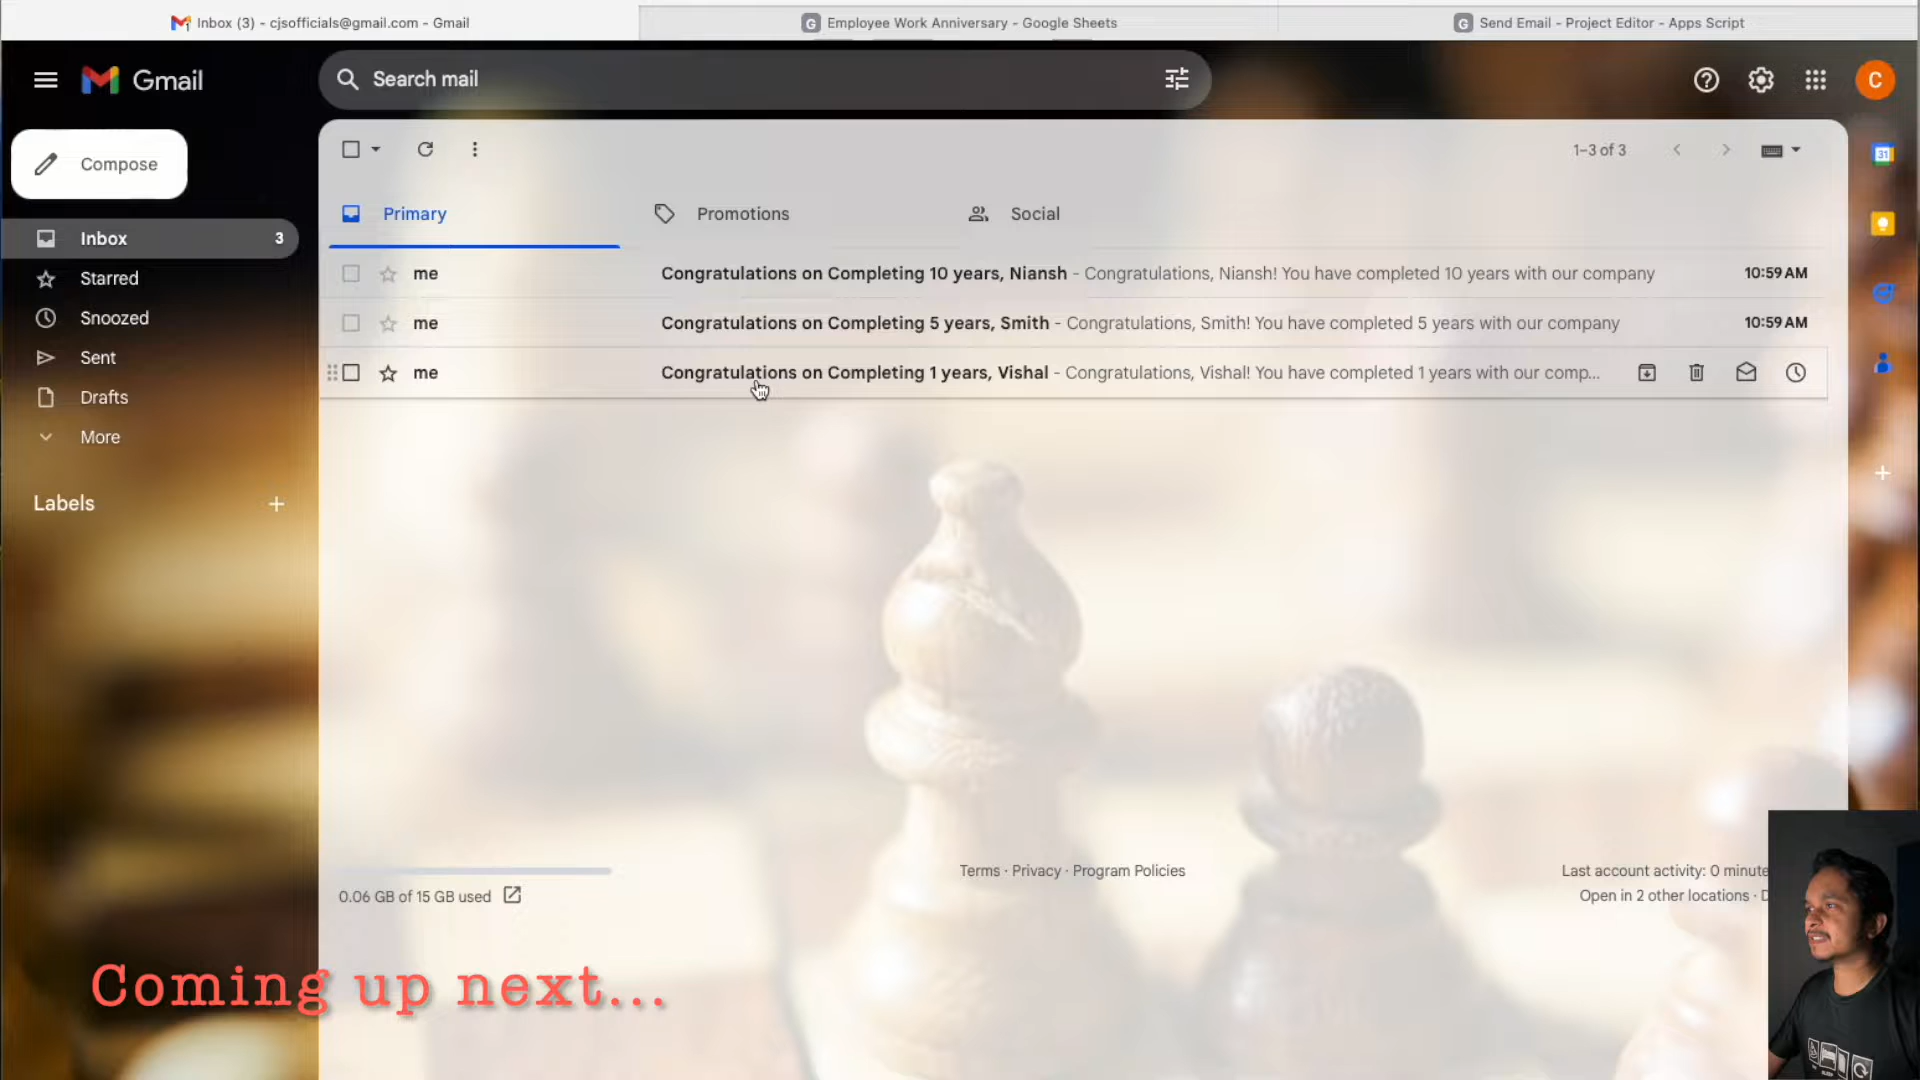 Inbox (3) - cjsofficials@gmail.com - Gmail
Employee Work Anniversary - Google Sheets
Send Email - Project Editor - Apps Script
Gmail
Search mail
C
Compose
1–3 of 3
Primary
Promotions
Social
Inbox 3
Starred
Snoozed
Sent
Drafts
More
Labels
me Congratulations on Completing 10 years, Niansh - Congratulations, Niansh! You have completed 10 years with our company 10:59 AM
me Congratulations on Completing 5 years, Smith - Congratulations, Smith! You have completed 5 years with our company 10:59 AM
me Congratulations on Completing 1 years, Vishal - Congratulations, Vishal! You have completed 1 years with our comp...
31
Terms · Privacy · Program Policies
Last account activity: 0 minute
0.06 GB of 15 GB used
Open in 2 other locations · D
Coming up next...